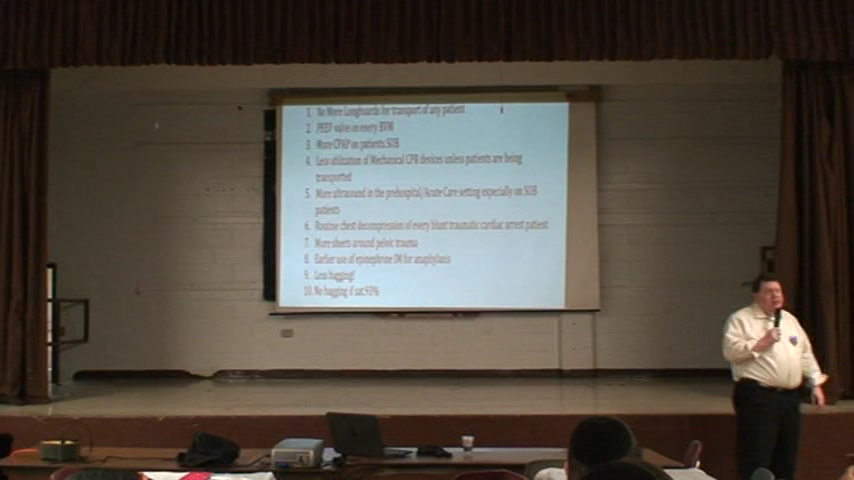 1. No More Longboards for transport of any patient
2. PEEP valve on every BVM
3. More CPAP on patients SOB
4. Less utilization of Mechanical CPR devices unless patients are being
transported
5. More ultrasound in the prehospital/Acute Care setting especially on SOB
patients
6. Routine chest decompression of every blunt traumatic cardiac arrest patient
7. More sheets around pelvic trauma
8. Earlier use of epinephrine IM for anaphylaxis
9. Less bagging!
10. No bagging if sat 93%